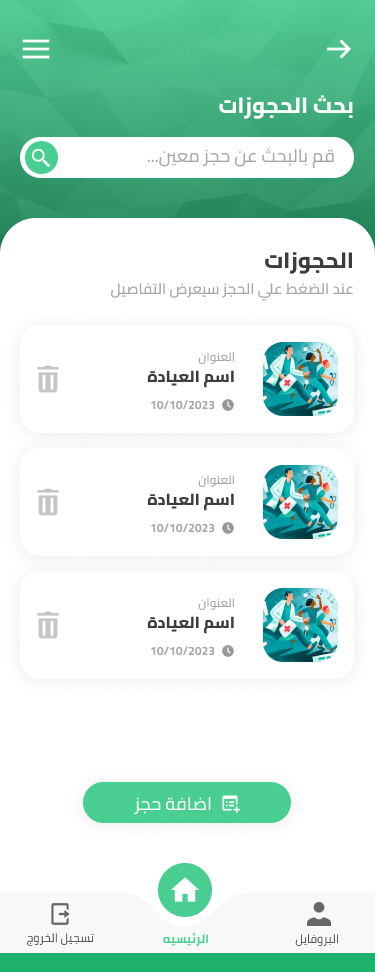 بحث الحجوزات
قم بالبحث عن حجز معين...
الحجوزات
عند الضغط علي الحجز سيعرض التفاصيل
العنوان
اسم العيادة
10/10/2023
العنوان
اسم العيادة
10/10/2023
العنوان
اسم العيادة
10/10/2023
اضافة حجز
البروفايل
الرئيسيه
تسجيل الخروج